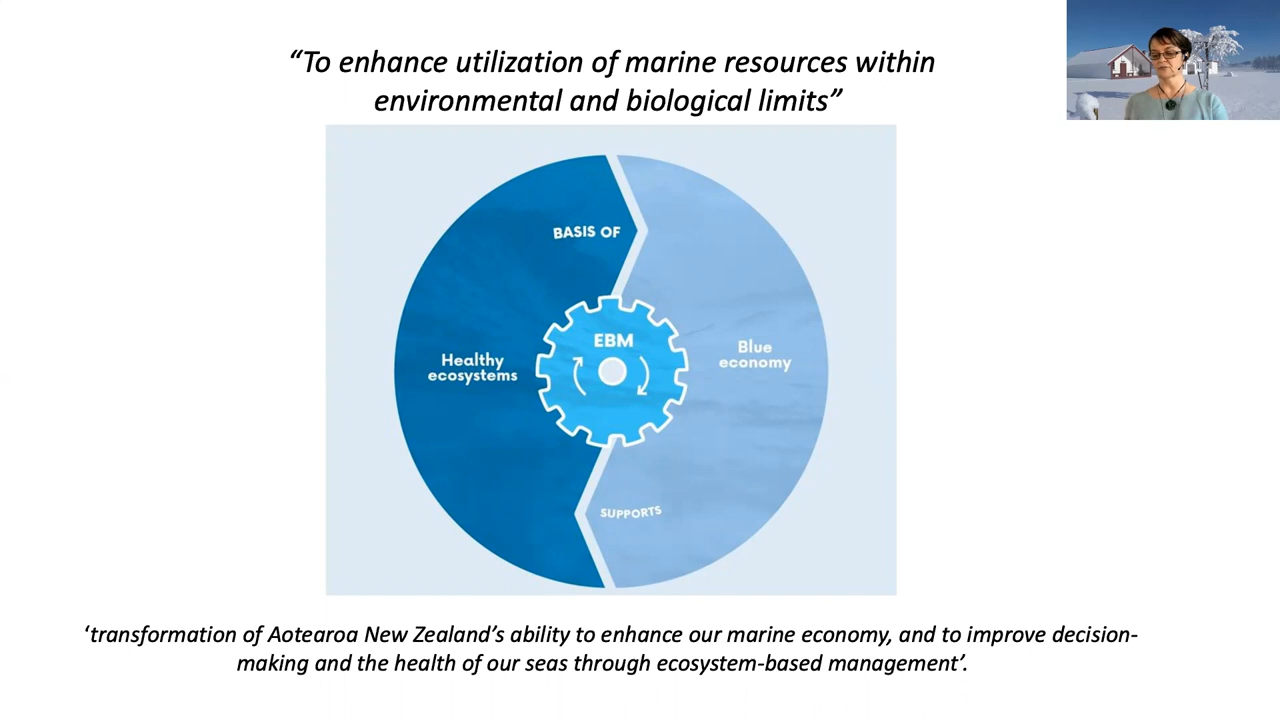 “To enhance utilization of marine resources within
environmental and biological limits”
BASIS OF
EBM
Healthy
ecosystems
Blue
economy
SUPPORTS
‘transformation of Aotearoa New Zealand’s ability to enhance our marine economy, and to improve decision-
making and the health of our seas through ecosystem-based management’.